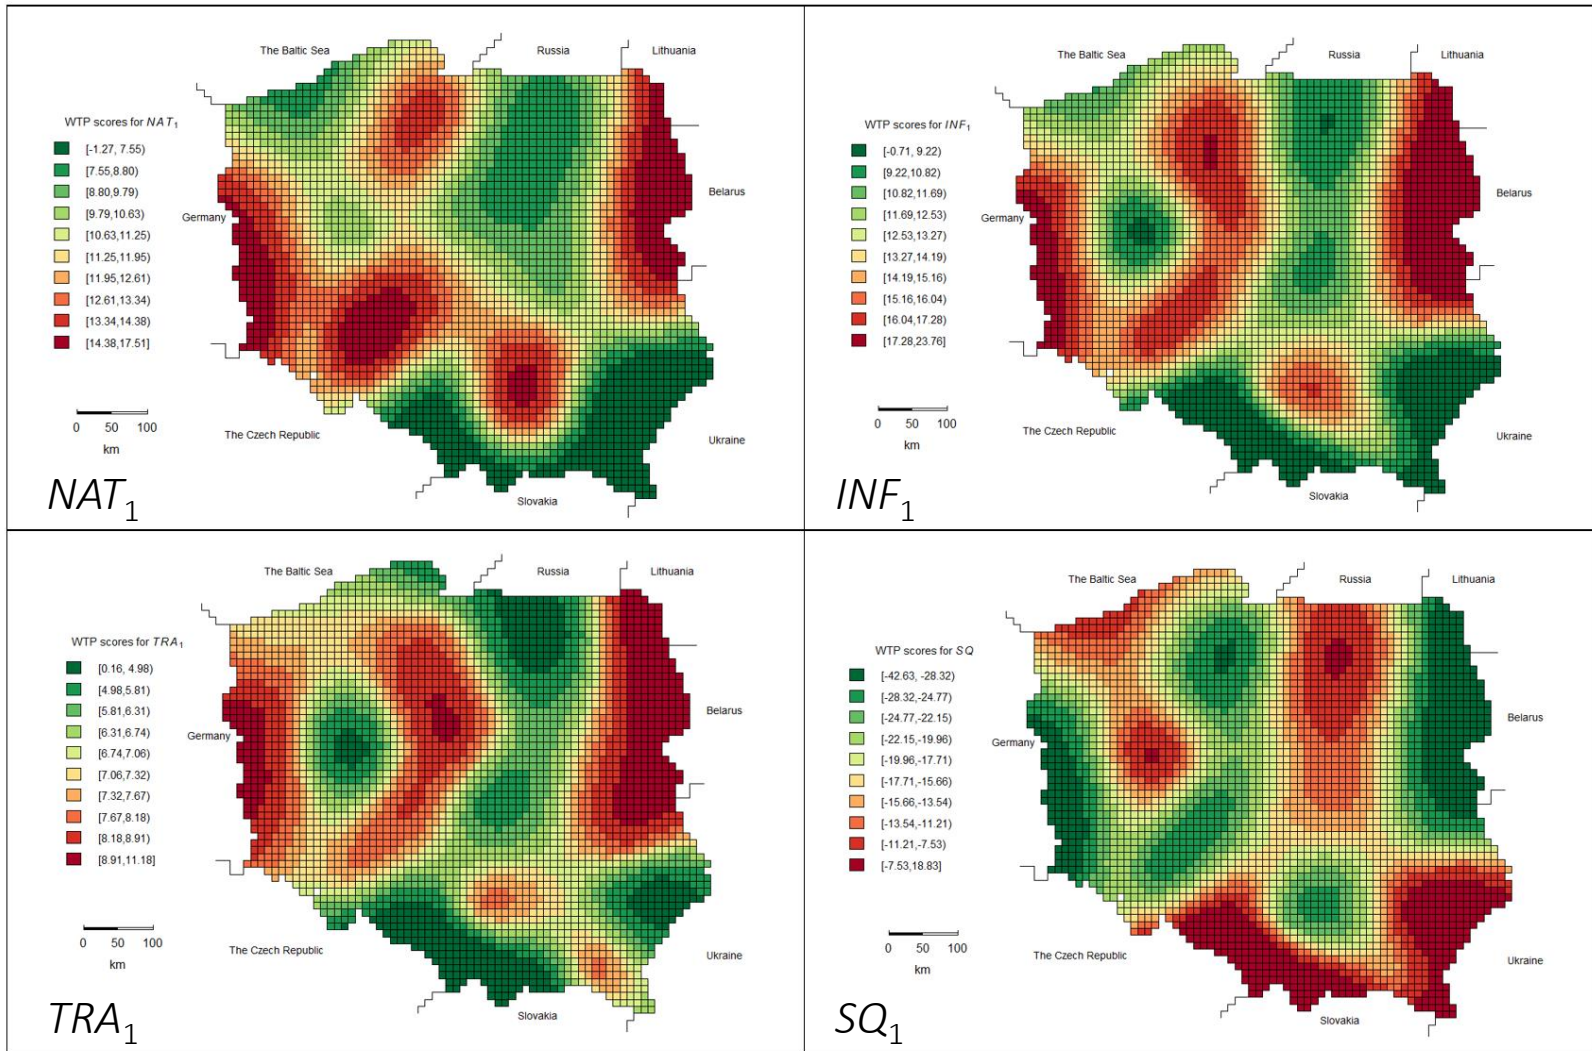 The Baltic Sea
Russia
Lithuania
WTP scores for NAT1
[-1.27, 7.55)
[7.55, 8.80)
[8.80, 9.79)
[9.79,10.63)
[10.63,11.25)
[11.25,11.95)
[11.95,12.61)
[12.61,13.34)
[13.34,14.38)
[14.38,17.51]
Germany
Belarus
0 50 100
km
The Czech Republic
Ukraine
Slovakia
NAT1
The Baltic Sea
Russia
Lithuania
WTP scores for INF1
[-0.71, 9.22)
[9.22,10.82)
[10.82,11.69)
[11.69,12.53)
[12.53,13.27)
[13.27,14.19)
[14.19,15.16)
[15.16,16.04)
[16.04,17.28)
[17.28,23.76]
Germany
Belarus
0 50 100
km
The Czech Republic
Ukraine
Slovakia
INF1
The Baltic Sea
Russia
Lithuania
WTP scores for TRA1
[0.16, 4.98)
[4.98,5.81)
[5.81,6.31)
[6.31,6.74)
[6.74,7.06)
[7.06,7.32)
[7.32,7.67)
[7.67,8.18)
[8.18,8.91)
[8.91,11.18]
Germany
Belarus
0 50 100
km
The Czech Republic
Ukraine
Slovakia
TRA1
The Baltic Sea
Russia
Lithuania
WTP scores for SQ
[-42.63, -28.32)
[-28.32,-24.77)
[-24.77,-22.15)
[-22.15,-19.96)
[-19.96,-17.71)
[-17.71,-15.66)
[-15.66,-13.54)
[-13.54,-11.21)
[-11.21,-7.53)
[-7.53,18.83]
Germany
Belarus
0 50 100
km
The Czech Republic
Ukraine
Slovakia
SQ1